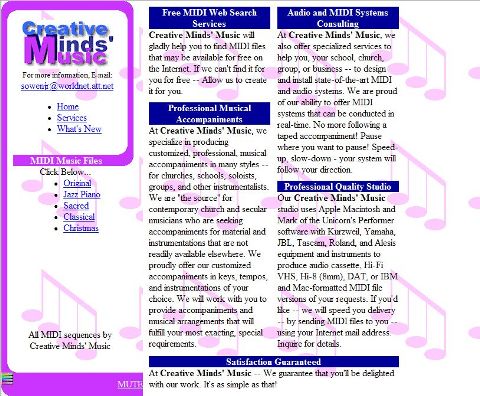 Creative
Minds'
Music
For more information, E-mail:
sowenjr@worldnet.att.net
Home
Services
What's New
MIDI Music Files
Click Below...
Original
Jazz Piano
Sacred
Classical
Christmas
All MIDI sequences by
Creative Minds' Music
Free MIDI Web Search
Services
Creative Minds' Music will
gladly help you to find MIDI files
that may be available for free on
the Internet. If we can't find it for
you for free -- Allow us to create
it for you.
Professional Musical
Accompaniments
At Creative Minds' Music, we
specialize in producing
customized, professional, musical
accompaniments in many styles --
for churches, schools, soloists,
groups, and other instrumentalists.
We are "the source" for
contemporary church and secular
musicians who are seeking
accompaniments for material and
instrumentations that are not
readily available elsewhere. We
proudly offer our customized
accompaniments in keys, tempos,
and instrumentations of your
choice. We will work with you to
provide accompaniments and
musical arrangements that will
fulfill your most exacting, special
requirements.
Audio and MIDI Systems
Consulting
At Creative Minds' Music, we
also offer specialized services to
help you, your school, church,
group, or business -- to design
and install state-of-the-art MIDI
and audio systems. We are proud
of our ability to offer MIDI
systems that can be conducted in
real-time. No more following a
taped accompaniment! Pause
where you want to pause! Speed-
up, slow-down - your system will
follow your direction.
Professional Quality Studio
Our Creative Minds' Music
studio uses Apple Macintosh and
Mark of the Unicorn's Performer
software with Kurzweil, Yamaha,
JBL, Tascam, Roland, and Alesis
equipment and instruments to
produce audio cassette, Hi-Fi
VHS, Hi-8 (8mm), DAT, or IBM
and Mac-formatted MIDI file
versions of your requests. If you'd
like -- we will speed you delivery
-- by sending MIDI files to you --
using your Internet mail address.
Inquire for details.
Satisfaction Guaranteed
At Creative Minds' Music -- We guarantee that you'll be delighted
with our work. It's as simple as that!